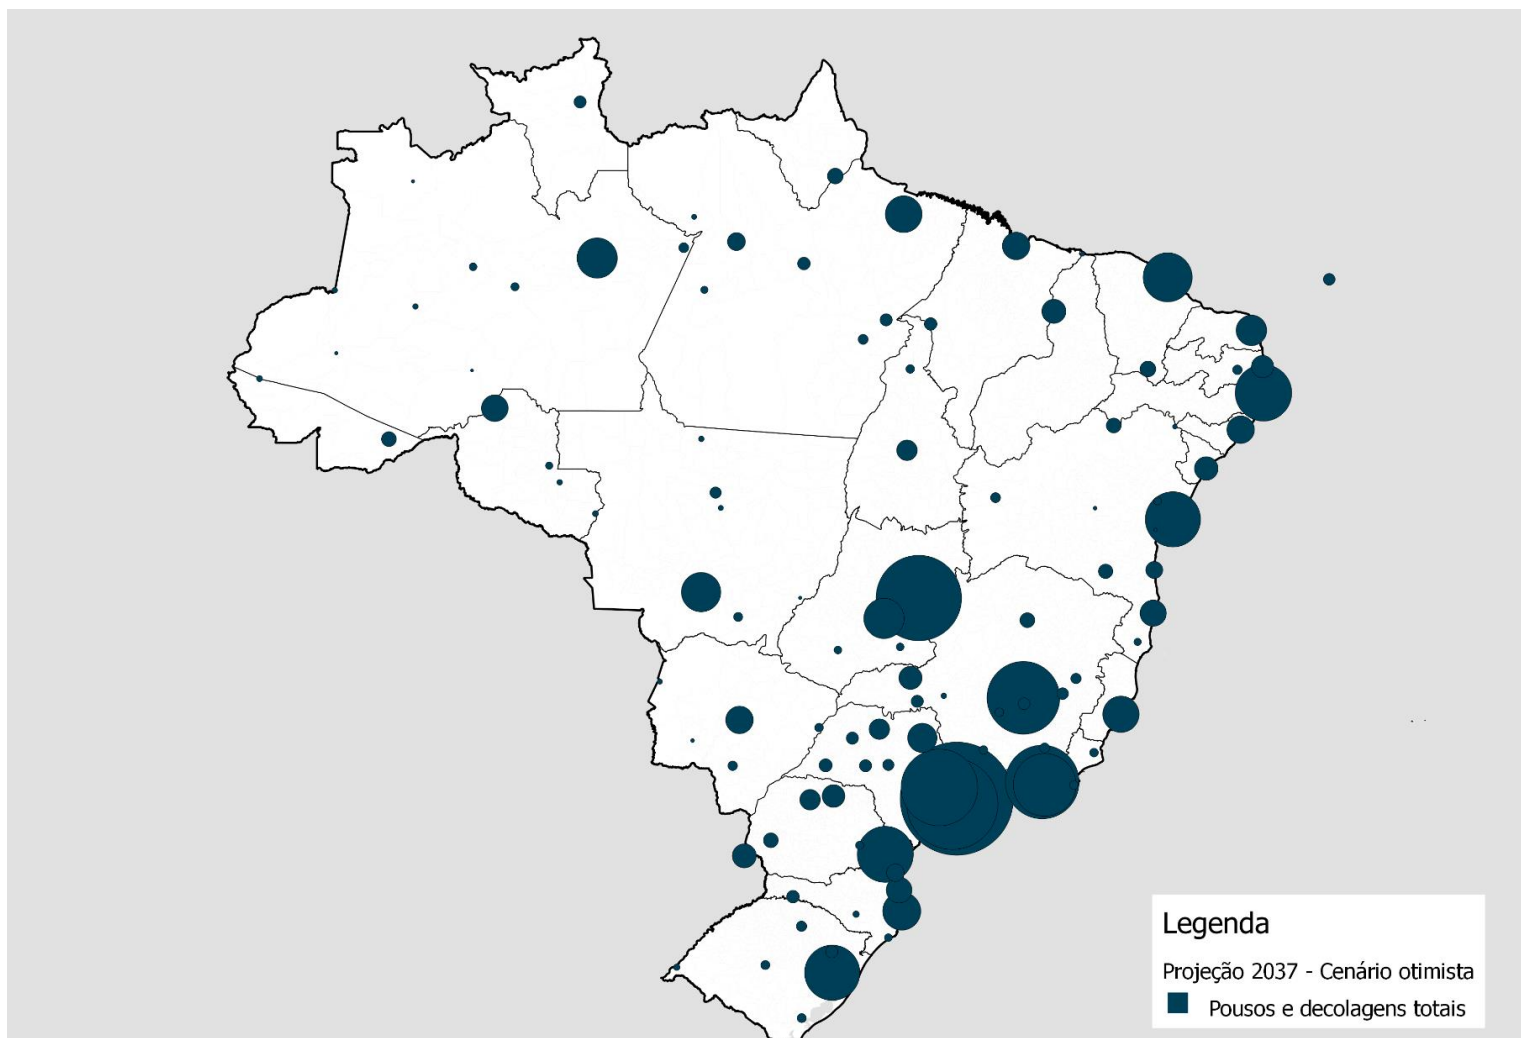 Legenda
Projeção 2037 - Cenário otimista
Pousos e decolagens totais